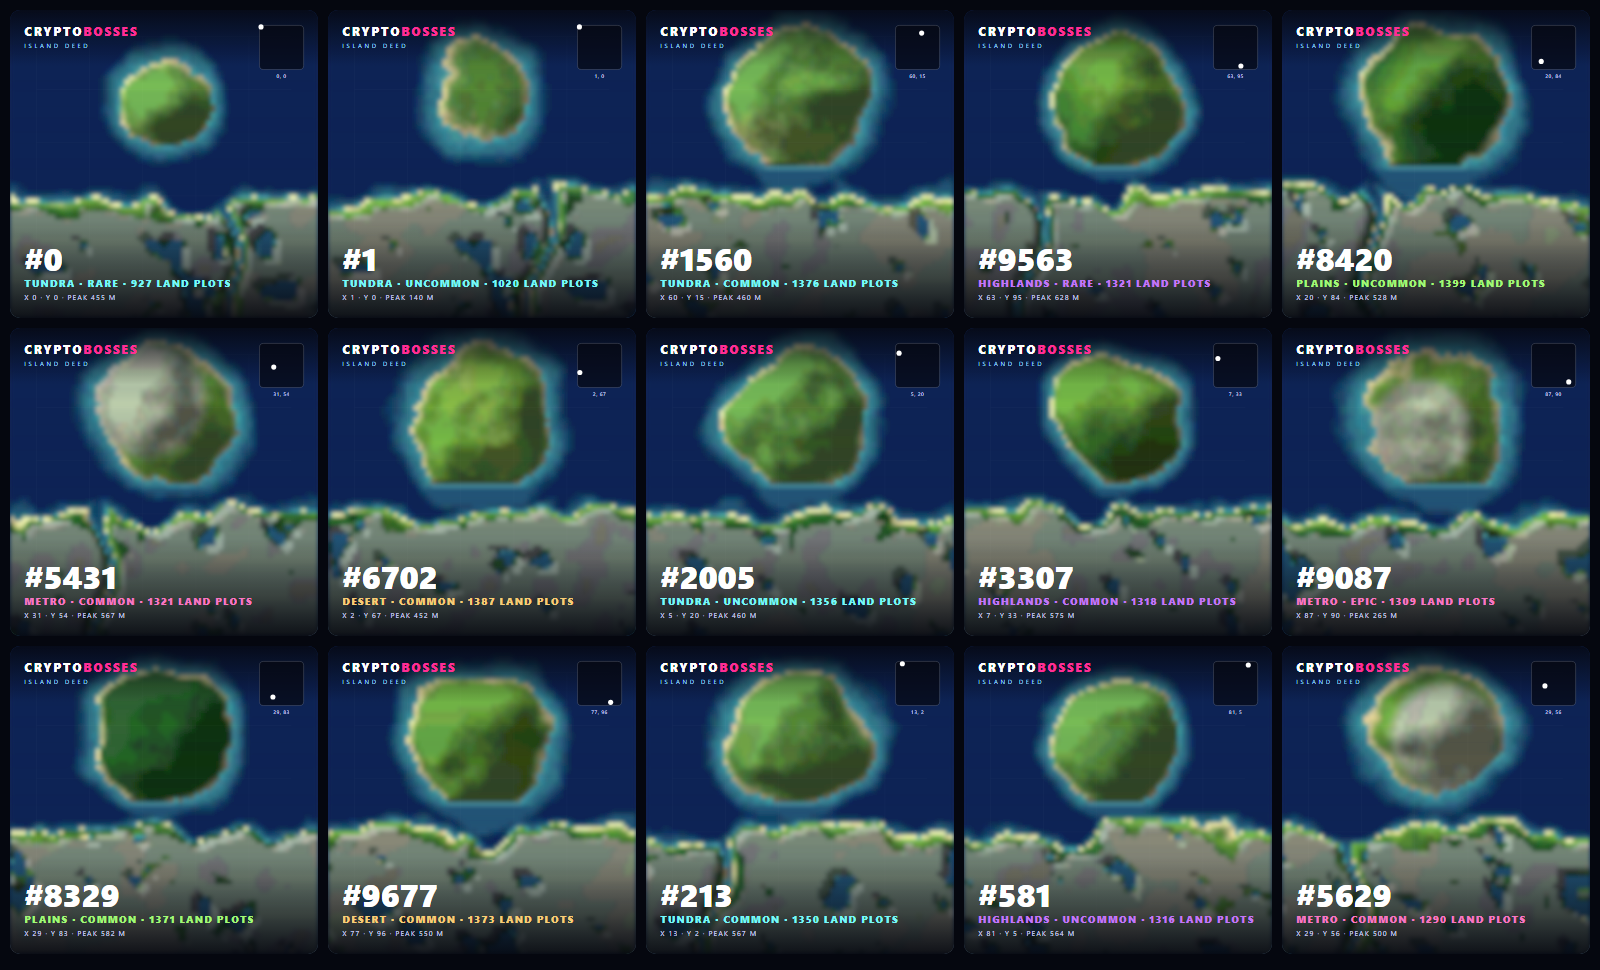 CRYPTOBOSSES
ISLAND DEED
0, 0
#0
TUNDRA • RARE • 927 LAND PLOTS
X 0 · Y 0 · PEAK 455 M
CRYPTOBOSSES
ISLAND DEED
1, 0
#1
TUNDRA • UNCOMMON • 1020 LAND PLOTS
X 1 · Y 0 · PEAK 140 M
CRYPTOBOSSES
ISLAND DEED
60, 15
#1560
TUNDRA • COMMON • 1376 LAND PLOTS
X 60 · Y 15 · PEAK 460 M
CRYPTOBOSSES
ISLAND DEED
63, 95
#9563
HIGHLANDS • RARE • 1321 LAND PLOTS
X 63 · Y 95 · PEAK 628 M
CRYPTOBOSSES
ISLAND DEED
20, 84
#8420
PLAINS • UNCOMMON • 1399 LAND PLOTS
X 20 · Y 84 · PEAK 528 M
CRYPTOBOSSES
ISLAND DEED
31, 54
#5431
METRO • COMMON • 1321 LAND PLOTS
X 31 · Y 54 · PEAK 567 M
CRYPTOBOSSES
ISLAND DEED
2, 67
#6702
DESERT • COMMON • 1387 LAND PLOTS
X 2 · Y 67 · PEAK 452 M
CRYPTOBOSSES
ISLAND DEED
5, 20
#2005
TUNDRA • UNCOMMON • 1356 LAND PLOTS
X 5 · Y 20 · PEAK 460 M
CRYPTOBOSSES
ISLAND DEED
7, 33
#3307
HIGHLANDS • COMMON • 1318 LAND PLOTS
X 7 · Y 33 · PEAK 575 M
CRYPTOBOSSES
ISLAND DEED
87, 90
#9087
METRO • EPIC • 1309 LAND PLOTS
X 87 · Y 90 · PEAK 265 M
CRYPTOBOSSES
ISLAND DEED
29, 83
#8329
PLAINS • COMMON • 1371 LAND PLOTS
X 29 · Y 83 · PEAK 582 M
CRYPTOBOSSES
ISLAND DEED
77, 96
#9677
DESERT • COMMON • 1373 LAND PLOTS
X 77 · Y 96 · PEAK 550 M
CRYPTOBOSSES
ISLAND DEED
13, 2
#213
TUNDRA • COMMON • 1350 LAND PLOTS
X 13 · Y 2 · PEAK 567 M
CRYPTOBOSSES
ISLAND DEED
81, 5
#581
HIGHLANDS • UNCOMMON • 1316 LAND PLOTS
X 81 · Y 5 · PEAK 564 M
CRYPTOBOSSES
ISLAND DEED
29, 56
#5629
METRO • COMMON • 1290 LAND PLOTS
X 29 · Y 56 · PEAK 500 M